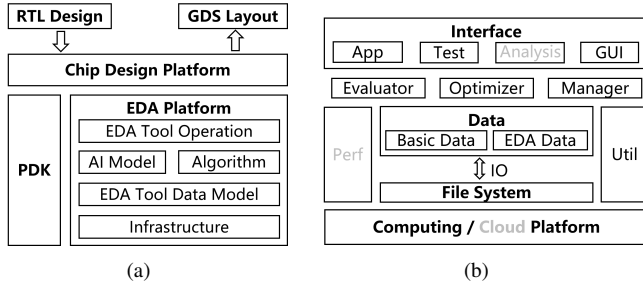 RTL Design
GDS Layout
Chip Design Platform
PDK
EDA Platform
EDA Tool Operation
AI Model
Algorithm
EDA Tool Data Model
Infrastructure
(a)
Interface
App
Test
Analysis
GUI
Evaluator
Optimizer
Manager
Perf
Data
Basic Data
EDA Data
IO
File System
Util
Computing / Cloud Platform
(b)